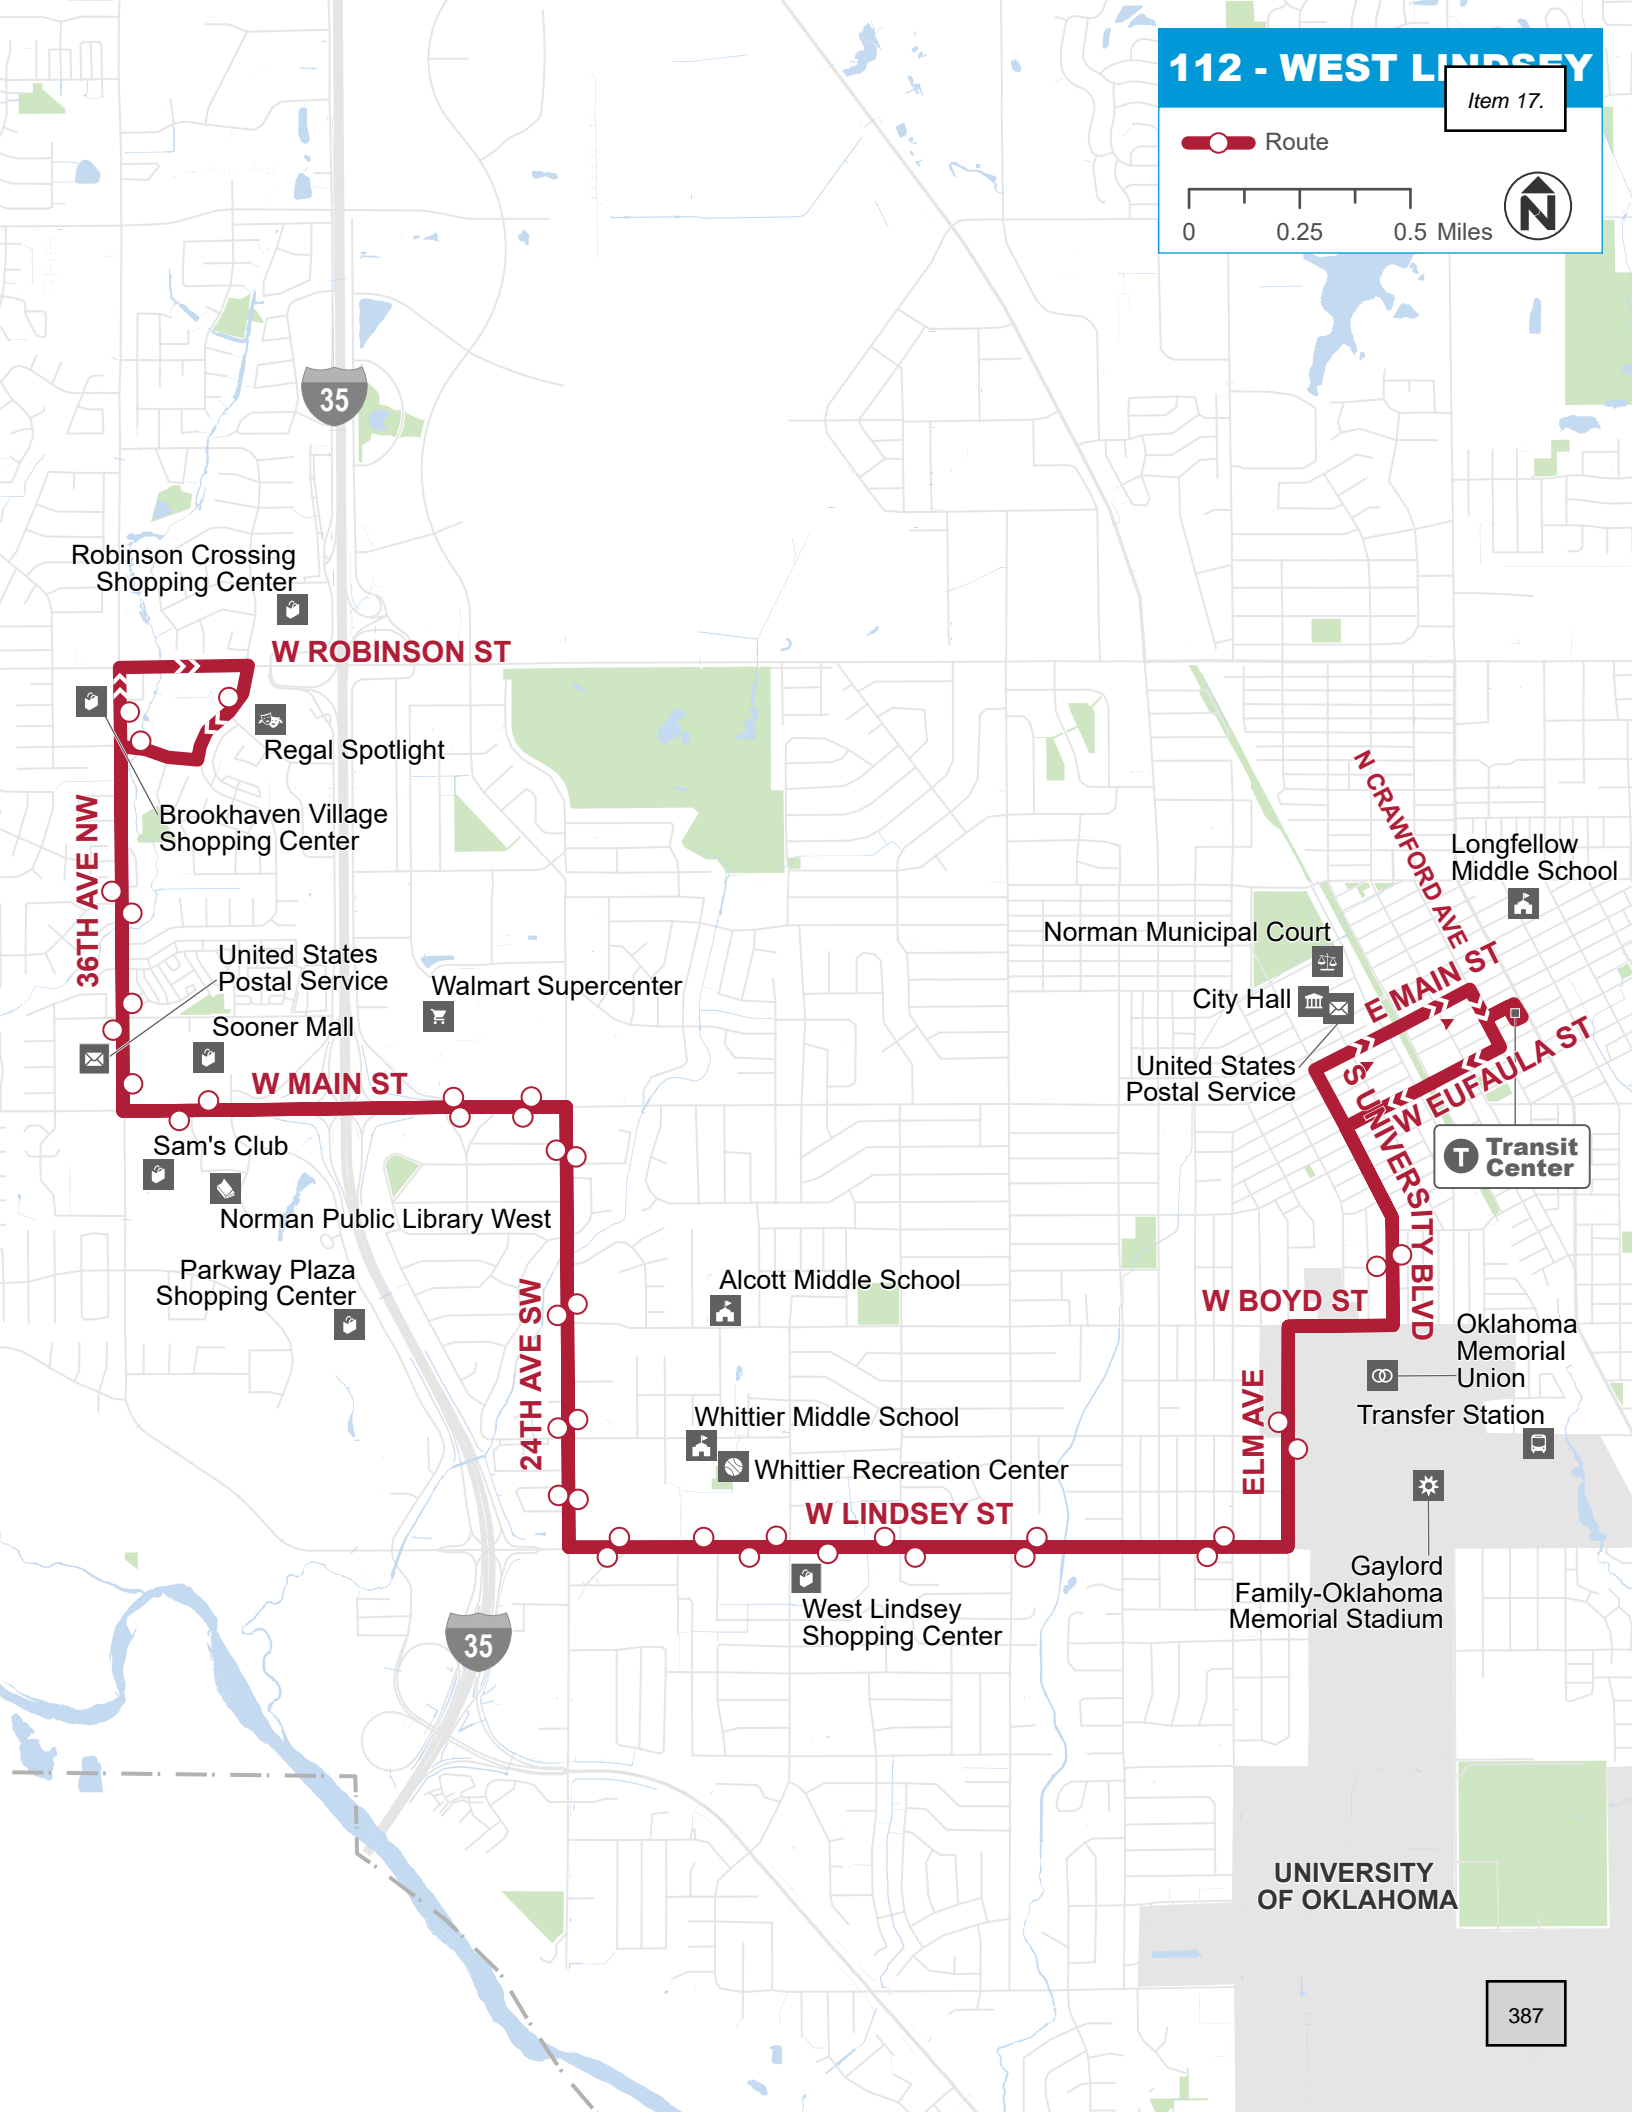 112 - WEST LINDSEY
Item 17.
Route
0 0.25 0.5 Miles
N
35
Robinson Crossing
Shopping Center
W ROBINSON ST
Regal Spotlight
Brookhaven Village
Shopping Center
36TH AVE NW
N CRAWFORD AVE
Longfellow
Middle School
Norman Municipal Court
E MAIN ST
City Hall
United States
Postal Service
Walmart Supercenter
Sooner Mall
W MAIN ST
United States
Postal Service
S UNIVERSITY BLVD
W EUFAULA ST
T Transit
Center
Sam's Club
Norman Public Library West
Parkway Plaza
Shopping Center
24TH AVE SW
Alcott Middle School
W BOYD ST
Oklahoma
Memorial
Union
ELM AVE
Transfer Station
Whittier Middle School
Whittier Recreation Center
W LINDSEY ST
Gaylord
Family-Oklahoma
Memorial Stadium
West Lindsey
Shopping Center
35
UNIVERSITY
OF OKLAHOMA
387